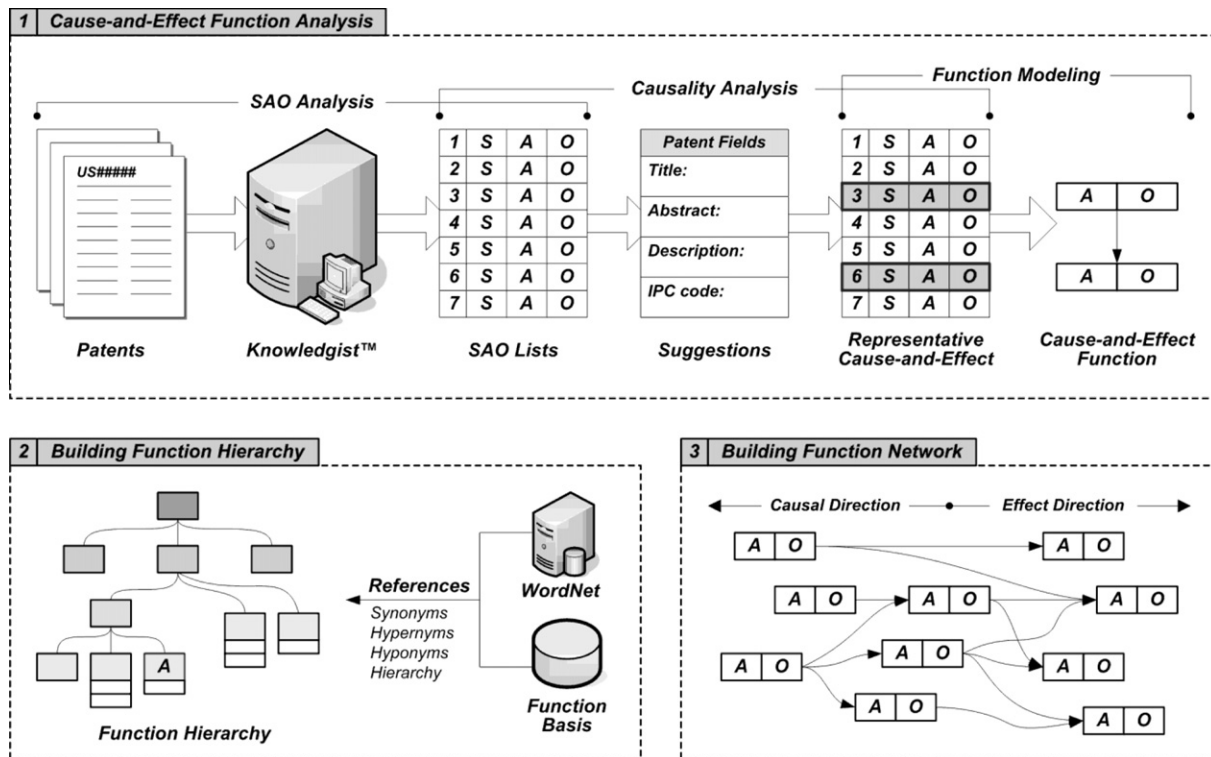 1 Cause-and-Effect Function Analysis
SAO Analysis
Causality Analysis
Function Modeling
US#####
1 S A O
2 S A O
3 S A O
4 S A O
5 S A O
6 S A O
7 S A O
Patent Fields
Title:
Abstract:
Description:
IPC code:
1 S A O
2 S A O
3 S A O
4 S A O
5 S A O
6 S A O
7 S A O
A O
A O
Patents
Knowledgist™
SAO Lists
Suggestions
Representative
Cause-and-Effect
Cause-and-Effect
Function
2 Building Function Hierarchy
A
Function Hierarchy
References
Synonyms
Hypernyms
Hyponyms
Hierarchy
WordNet
Function
Basis
3 Building Function Network
Causal Direction
Effect Direction
A O
A O
A O
A O
A O
A O
A O
A O
A O
A O